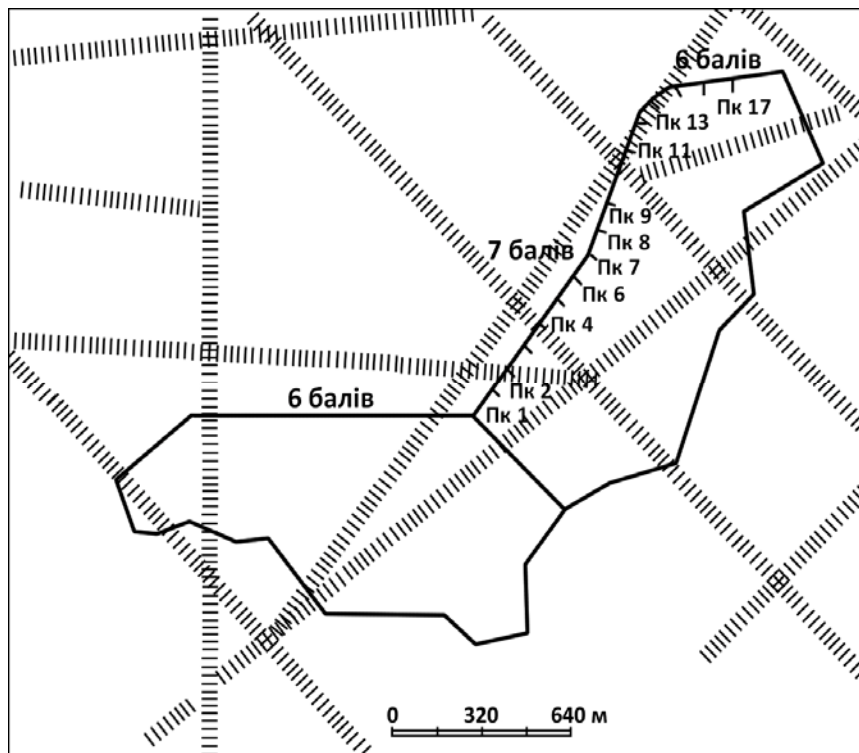 6 балів
Пк 17
Пк 13
Пк 11
Пк 9
Пк 8
7 балів
Пк 7
Пк 6
Пк 4
Пк 2
6 балів
Пк 1
0 320 640 м